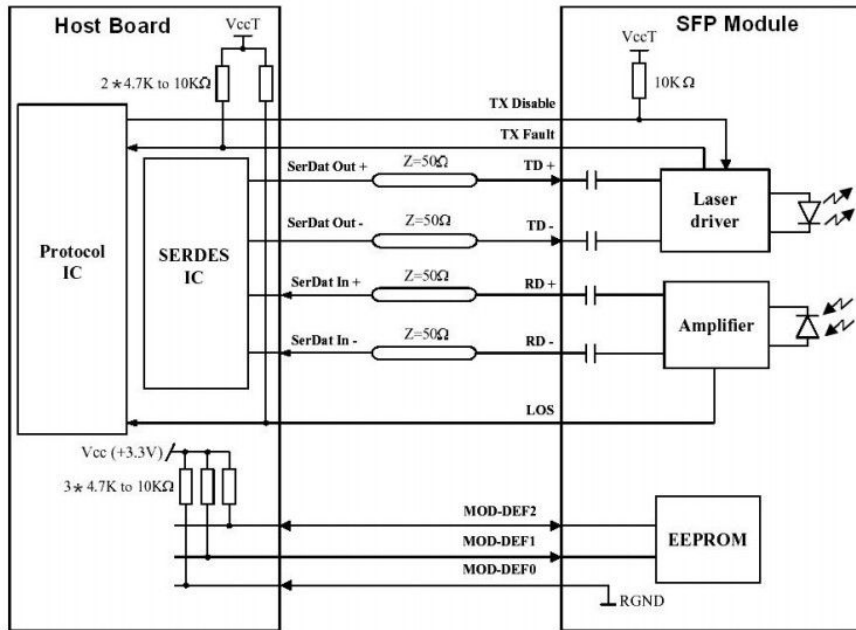 Host Board
SFP Module
VccT
VccT
2*4.7K to 10KΩ
10KΩ
TX Disable
TX Fault
SerDat Out +
Z=50Ω
TD +
Laser
driver
SerDat Out -
Z=50Ω
TD -
Protocol
IC
SERDES
IC
SerDat In +
Z=50Ω
RD +
Amplifier
SerDat In -
Z=50Ω
RD -
LOS
Vcc (+3.3V)
3*4.7K to 10KΩ
MOD-DEF2
MOD-DEF1
EEPROM
MOD-DEF0
RGND